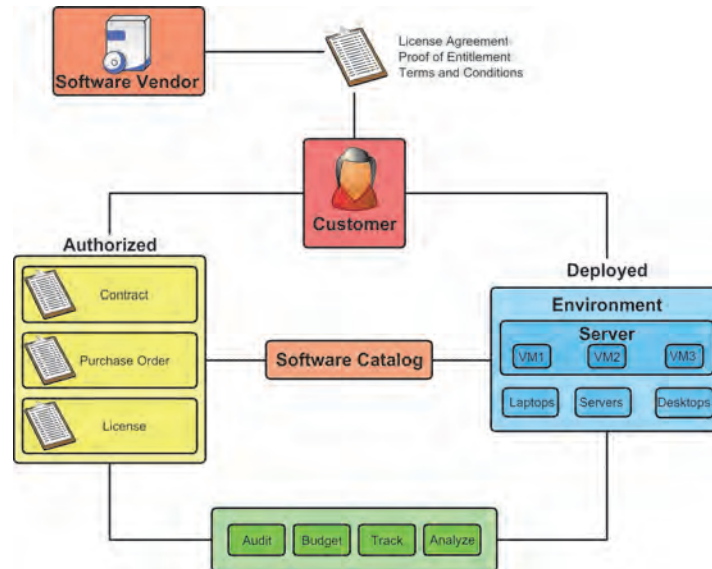 License Agreement
Proof of Entitlement
Terms and Conditions
Software Vendor
Customer
Authorized
Contract
Purchase Order
License
Software Catalog
Deployed
Environment
Server
VM1 VM2 VM3
Laptops Servers Desktops
Audit Budget Track Analyze